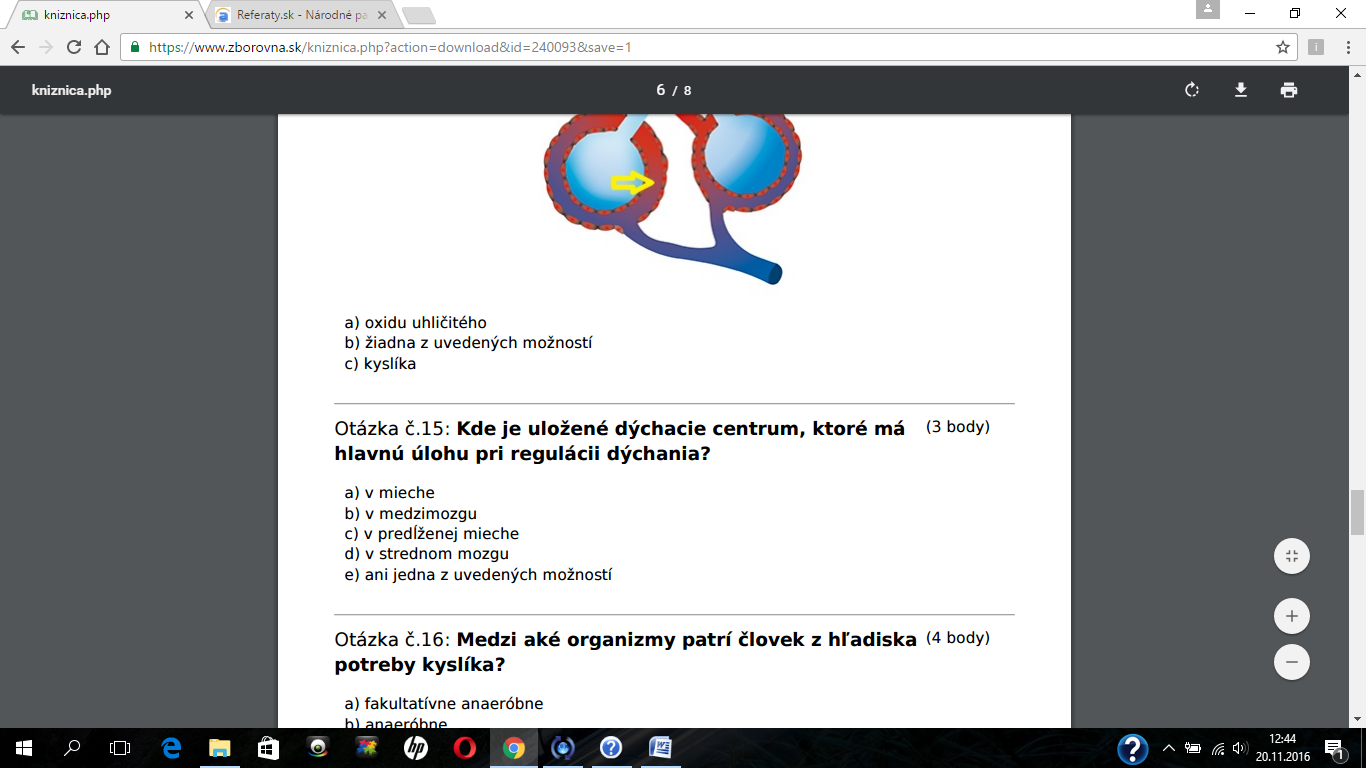 kniznica.php
Referaty.sk - Národné pa
https://www.zborovna.sk/kniznica.php?action=download&id=240093&save=1
kniznica.php
6 / 8
a) oxidu uhličitého
b) žiadna z uvedených možností
c) kyslíka
Otázka č.15: Kde je uložené dýchacie centrum, ktoré má (3 body)
hlavnú úlohu pri regulácii dýchania?
a) v mieche
b) v medzimozgu
c) v predĺženej mieche
d) v strednom mozgu
e) ani jedna z uvedených možností
Otázka č.16: Medzi aké organizmy patrí človek z hľadiska (4 body)
potreby kyslíka?
a) fakultatívne anaeróbne
b) anaeróbne
hp
12:44
20.11.2016
1